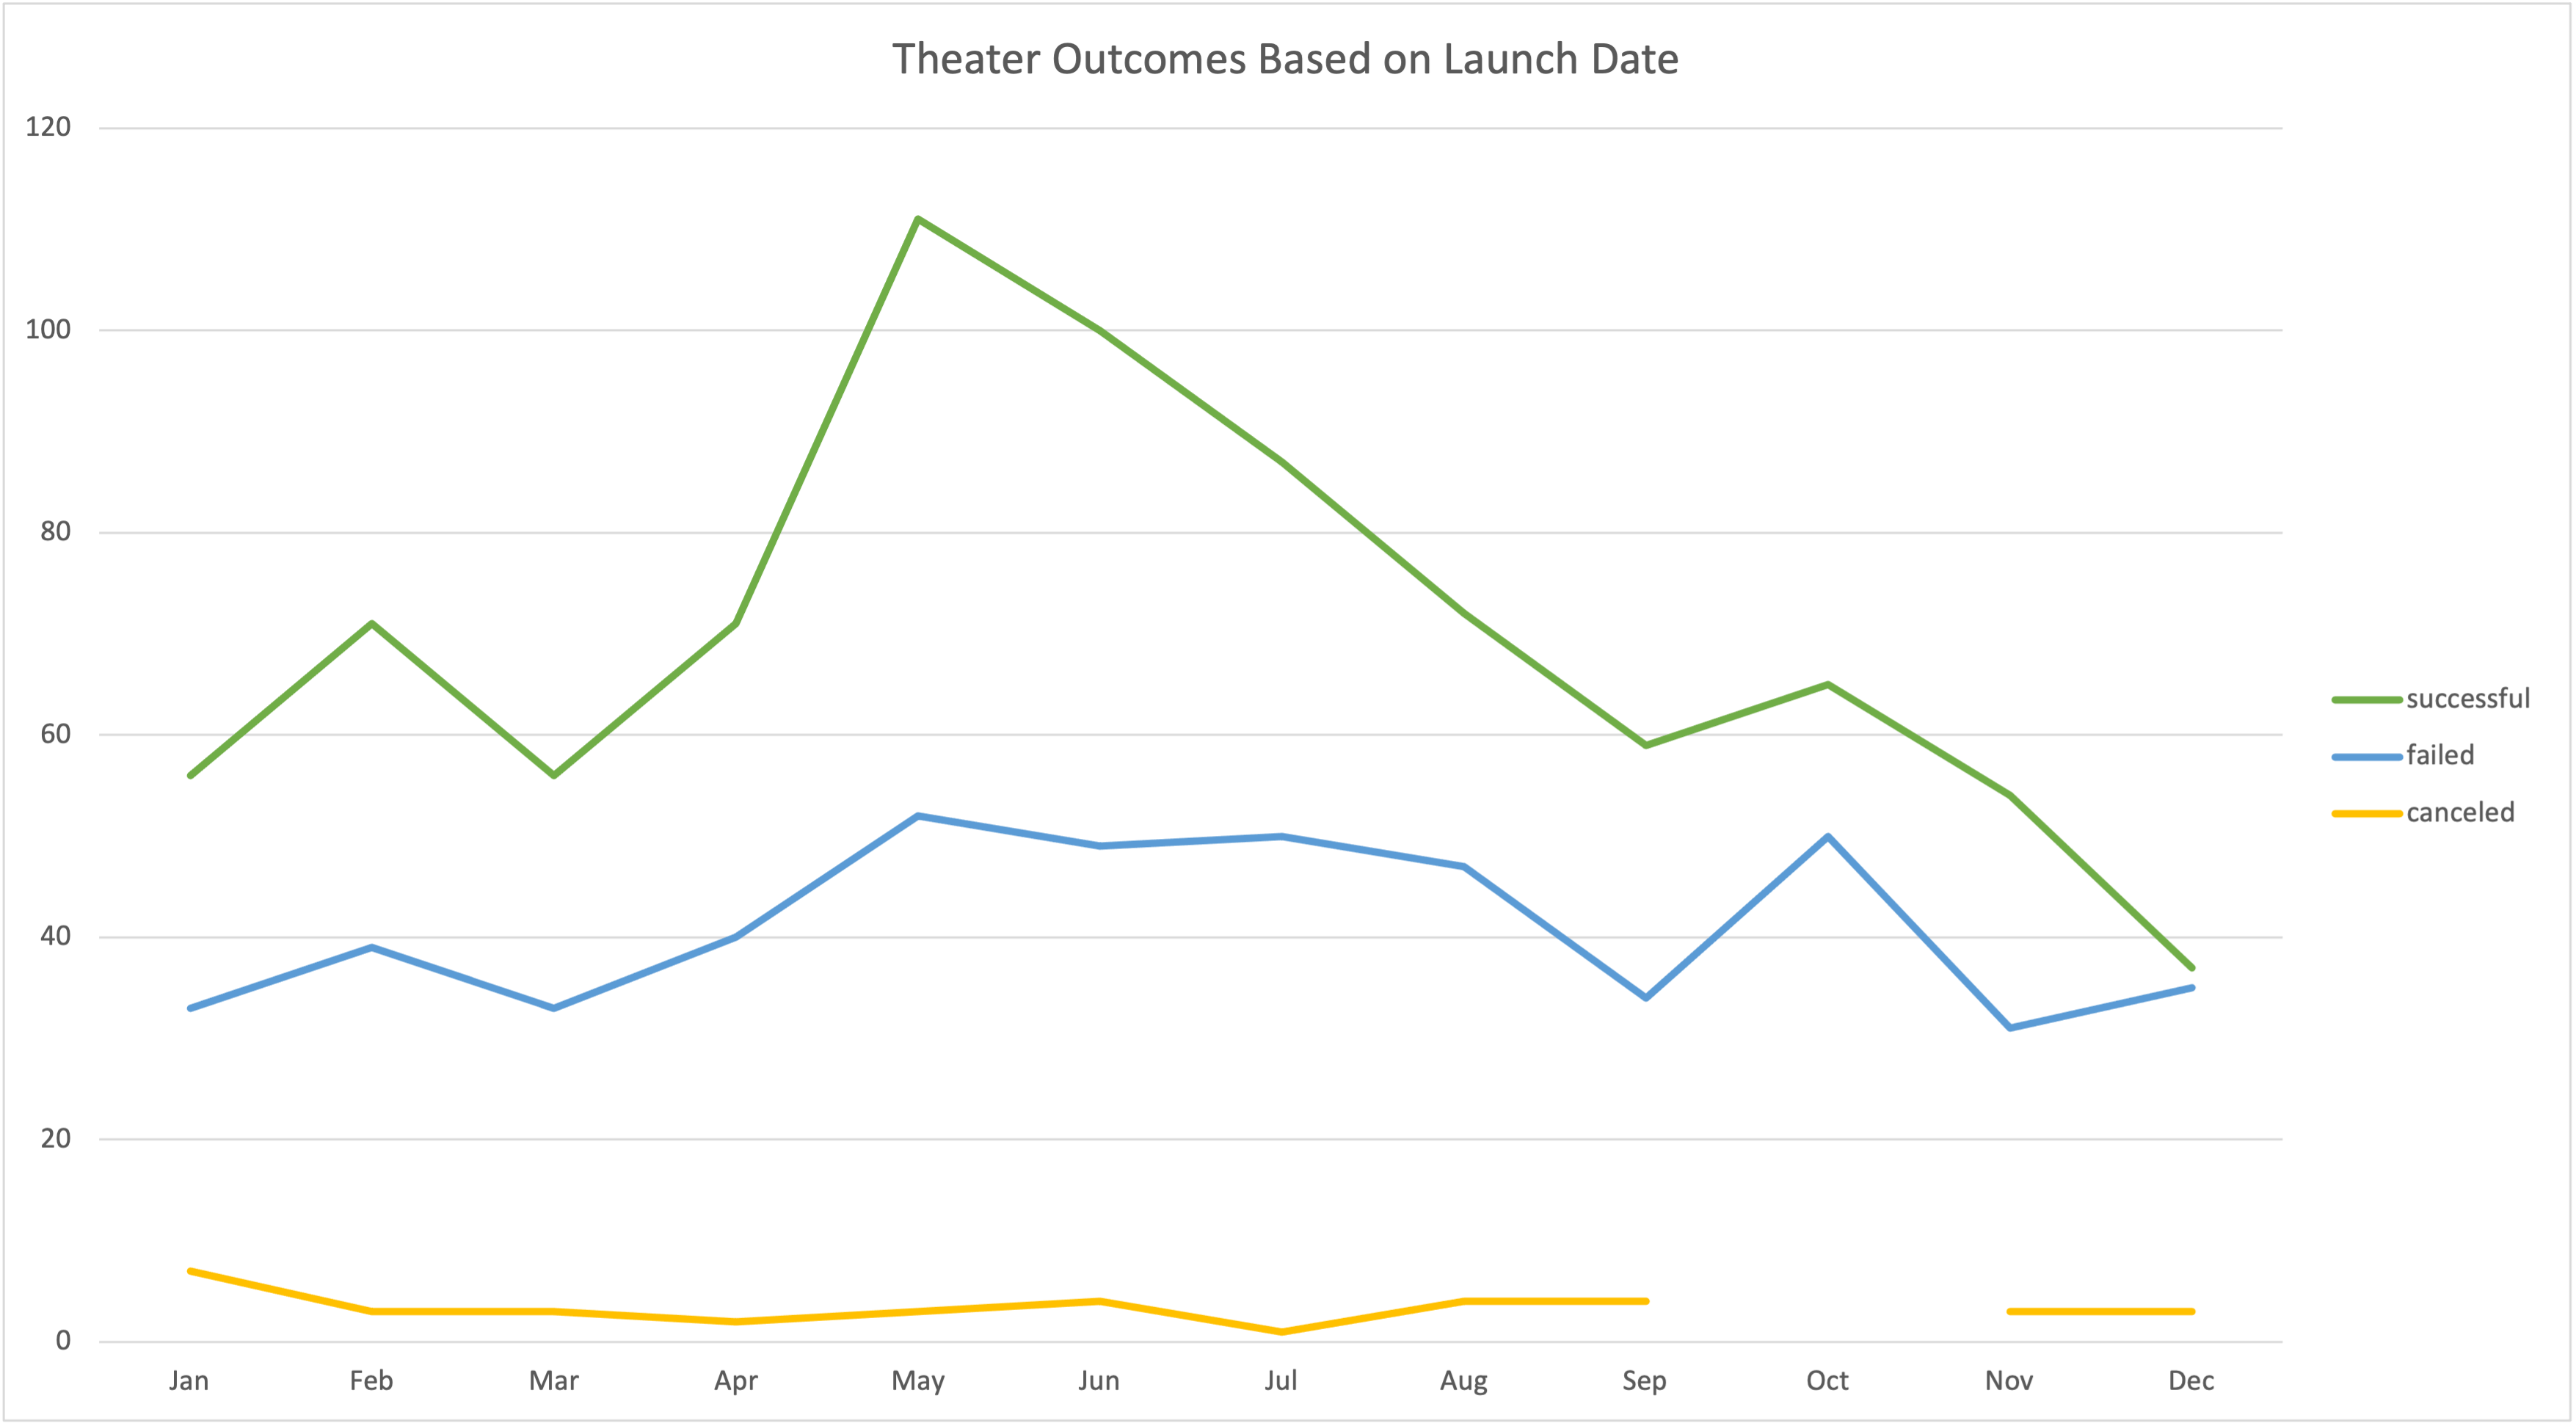 Theater Outcomes Based on Launch Date
120
100
80
60
40
20
0
Jan Feb Mar Apr May Jun Jul Aug Sep Oct Nov Dec
successful
failed
canceled